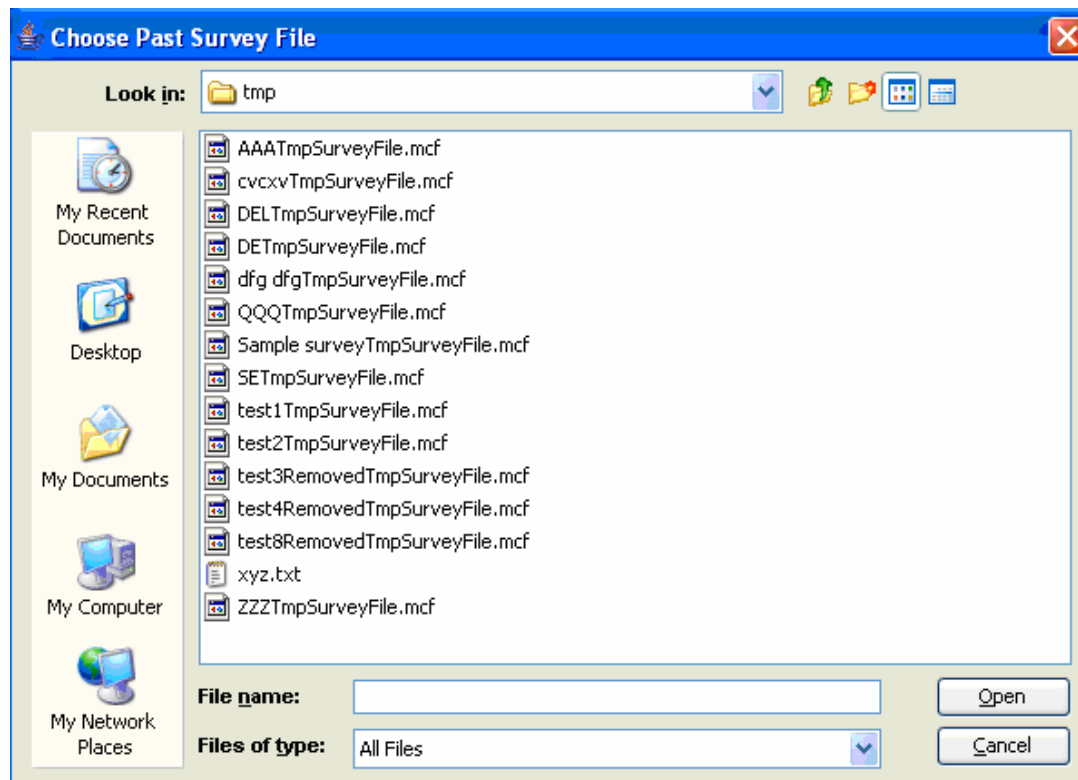 Choose Past Survey File
Look in:
tmp
My Recent
Documents
Desktop
My Documents
My Computer
My Network
Places
AAATmpSurveyFile.mcf
cvcxvTmpSurveyFile.mcf
DELTmpSurveyFile.mcf
DETmpSurveyFile.mcf
dfg dfgTmpSurveyFile.mcf
QQQTmpSurveyFile.mcf
Sample surveyTmpSurveyFile.mcf
SETmpSurveyFile.mcf
test1TmpSurveyFile.mcf
test2TmpSurveyFile.mcf
test3RemovedTmpSurveyFile.mcf
test4RemovedTmpSurveyFile.mcf
test8RemovedTmpSurveyFile.mcf
xyz.txt
ZZZTmpSurveyFile.mcf
File name:
Open
Files of type:
All Files
Cancel